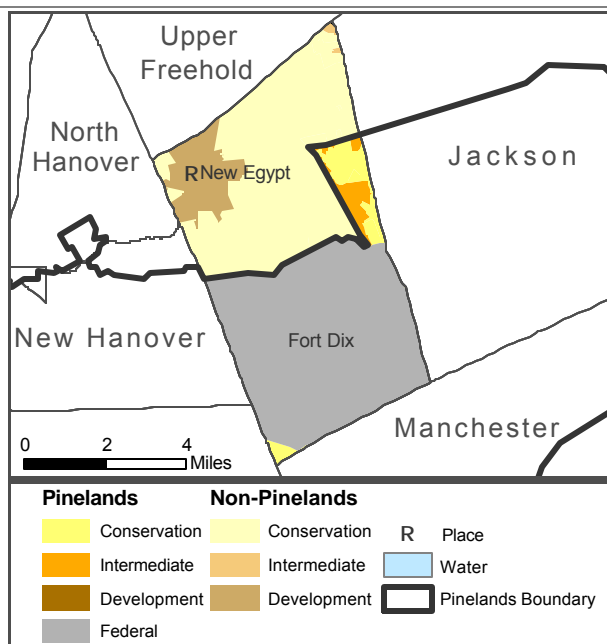 Upper
Freehold
North
Hanover
R New Egypt
Jackson
New Hanover
Fort Dix
Manchester
0 2 4
Miles
Pinelands Non-Pinelands
Conservation Conservation R Place
Intermediate Intermediate Water
Development Development Pinelands Boundary
Federal